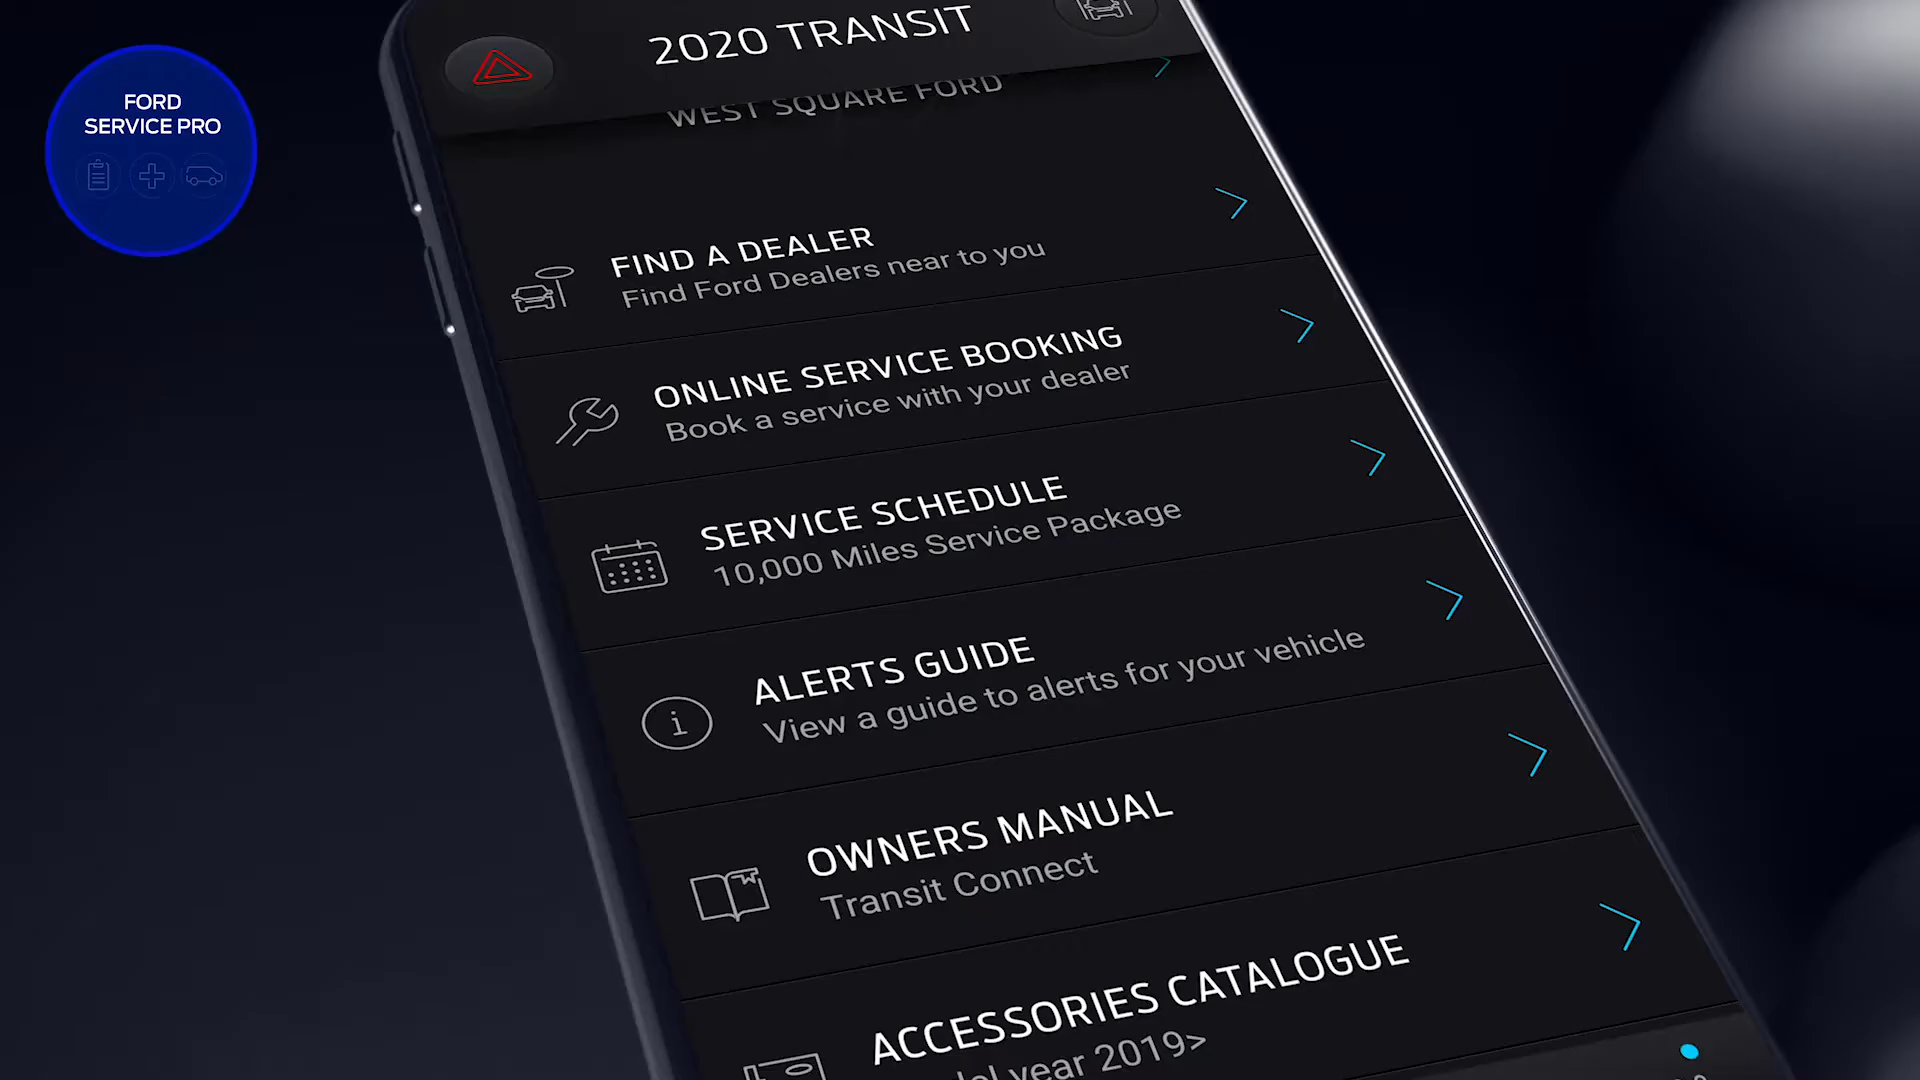 FORD
SERVICE PRO
2020 TRANSIT
WEST SQUARE FORD
FIND A DEALER
Find Ford Dealers near to you
ONLINE SERVICE BOOKING
Book a service with your dealer
SERVICE SCHEDULE
10,000 Miles Service Package
ALERTS GUIDE
View a guide to alerts for your vehicle
OWNERS MANUAL
Transit Connect
ACCESSORIES CATALOGUE
year 2019>